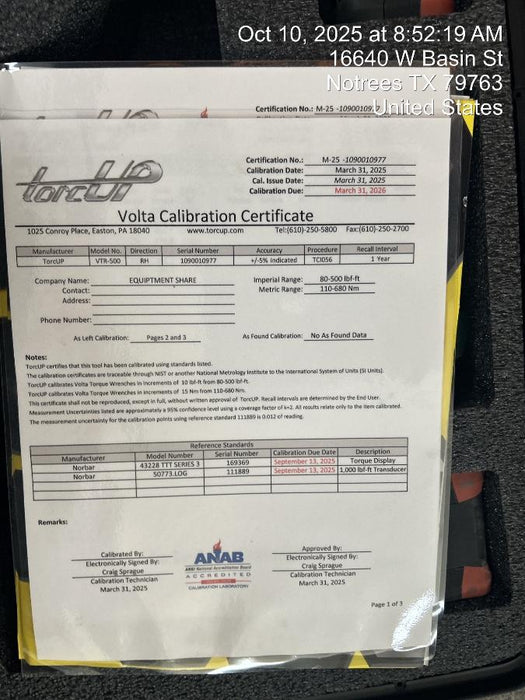 Oct 10, 2025 at 8:52:19 AM
16640 W Basin St
Notrees TX 79763
United States
Certification No.: M-25 -10900109
torcUP
Certification No.: M-25 -1090010977
Calibration Date: March 31, 2025
Cal. Issue Date: March 31, 2025
Calibration Due: March 31, 2026
Volta Calibration Certificate
1025 Conroy Place, Easton, PA 18040 www.torcup.com Tel:(610)-250-5800 Fax:(610)-250-2700
Manufacturer Model No. Direction Serial Number Accuracy Procedure Recall Interval
TorcUP VTR-500 RH 1090010977 +/-5% Indicated TCI056 1 Year
Company Name: EQUIPTMENT SHARE Imperial Range: 80-500 lbf-ft
Contact: Metric Range: 110-680 Nm
Address:
Phone Number:
As Left Calibration: Pages 2 and 3 As Found Calibration: No As Found Data
Notes:
TorcUP certifies that this tool has been calibrated using standards listed.
The calibration certificates are traceable through NIST or another National Metrology Institute to the International System of Units (SI Units).
TorcUP calibrates Volta Torque Wrenches in increments of 10 lbf-ft from 80-500 lbf-ft.
TorcUP calibrates Volta Torque Wrenches in increments of 15 Nm from 110-680 Nm.
This certificate shall not be reproduced, except in full, without written approval of TorcUP. Recall intervals are determined by the End User.
Measurement Uncertainties listed are approximately a 95% confidence level using a coverage factor of k=2. All results relate only to the item calibrated.
The measurement uncertainty for the calibration points using reference standard 111889 is 0.012 of reading.
Reference Standards
Manufacturer Model Number Serial Number Calibration Due Date Description
Norbar 43228 TTT SERIES 3 169369 September 13, 2025 Torque Display
Norbar 50773.LOG 111889 September 13, 2025 1,000 lbf-ft Transducer
Remarks:
Calibrated By:
Electronically Signed By:
Craig Sprague
Calibration Technician
March 31, 2025
ANAB
ANSI National Accreditation Board
ACCREDITED
CALIBRATION LABORATORY
Approved By:
Electronically Signed By:
Craig Sprague
Calibration Technician
March 31, 2025
Page 1 of 3